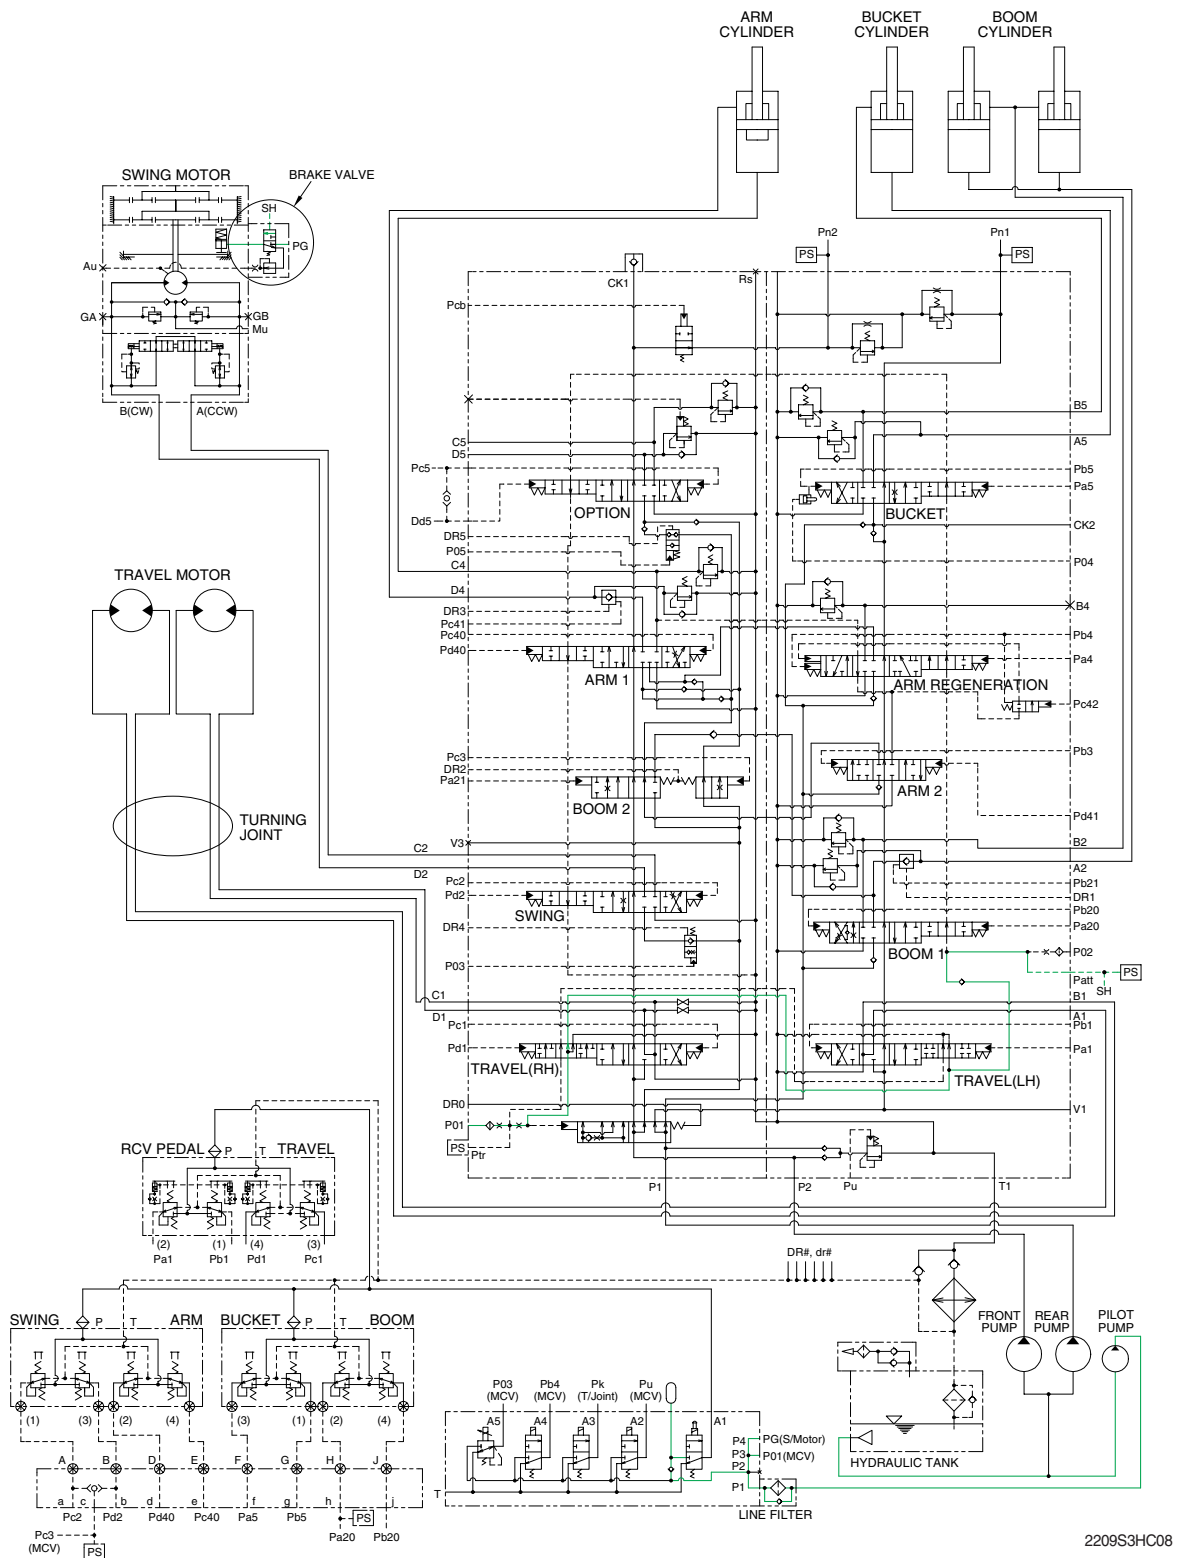 ARM
CYLINDER
BUCKET
CYLINDER
BOOM
CYLINDER
SWING MOTOR
BRAKE VALVE
SH
PG
Au
GA
GB
Mu
B(CW)
A(CCW)
Pn2
Pn1
PS
PS
CK1
Rs
Pcb
B5
A5
C5
D5
Pc5
Pb5
Pa5
OPTION
BUCKET
Dd5
CK2
DR5
P05
C4
P04
TRAVEL MOTOR
D4
DR3
Pc41
Pc40
Pd40
B4
Pb4
Pa4
ARM 1
ARM REGENERATION
Pc42
Pc3
DR2
Pa21
Pb3
BOOM 2
ARM 2
TURNING
JOINT
Pd41
V3
C2
B2
D2
A2
Pc2
Pd2
Pb21
DR1
Pb20
SWING
Pa20
DR4
BOOM 1
P03
P02
Patt
PS
SH
C1
B1
D1
A1
Pc1
Pb1
Pd1
Pa1
TRAVEL(RH)
TRAVEL(LH)
DR0
V1
P01
PS
Ptr
P1
P2
Pu
T1
RCV PEDAL
P
T
TRAVEL
(2)
(1)
(4)
(3)
Pa1
Pb1
Pd1
Pc1
DR#, dr#
SWING
P
T
ARM
BUCKET
P
T
BOOM
FRONT
PUMP
REAR
PUMP
PILOT
PUMP
(1)
(3)
(2)
(4)
(3)
(1)
(2)
(4)
P03
(MCV)
Pb4
(MCV)
Pk
(T/Joint)
Pu
(MCV)
A5
A4
A3
A2
A1
P4
PG(S/Motor)
P3
P01(MCV)
P2
P1
T
HYDRAULIC TANK
LINE FILTER
A
B
D
E
F
G
H
J
a
c
b
d
e
f
g
h
i
Pc2
Pd2
Pd40
Pc40
Pa5
Pb5
PS
Pa20
Pb20
Pc3
(MCV)
PS
2209S3HC08